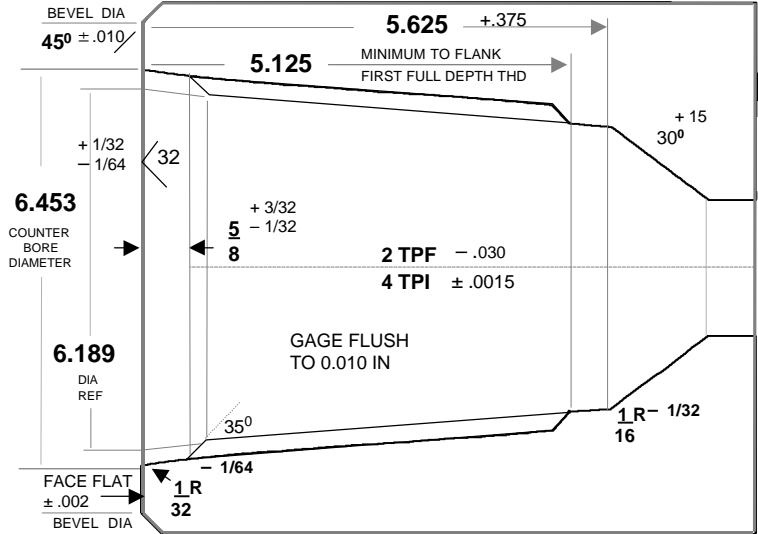 BEVEL DIA
45⁰ ± .010
5.625 +.375
5.125 MINIMUM TO FLANK
FIRST FULL DEPTH THD
+ 15
30⁰
+ 1/32
– 1/64
32
6.453
COUNTER
BORE
DIAMETER
+ 3/32
– 1/32
5
8
2 TPF – .030
4 TPI ± .0015
GAGE FLUSH
TO 0.010 IN
6.189
DIA
REF
35⁰
1 R – 1/32
16
– 1/64
1 R
32
FACE FLAT
± .002
BEVEL DIA